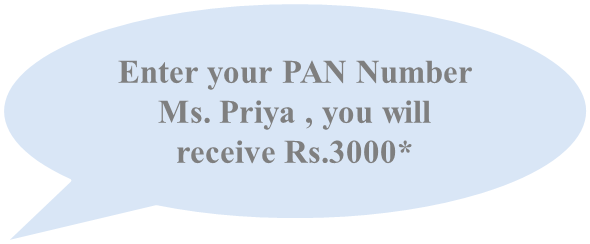 Enter your PAN Number
Ms. Priya , you will
receive Rs.3000*